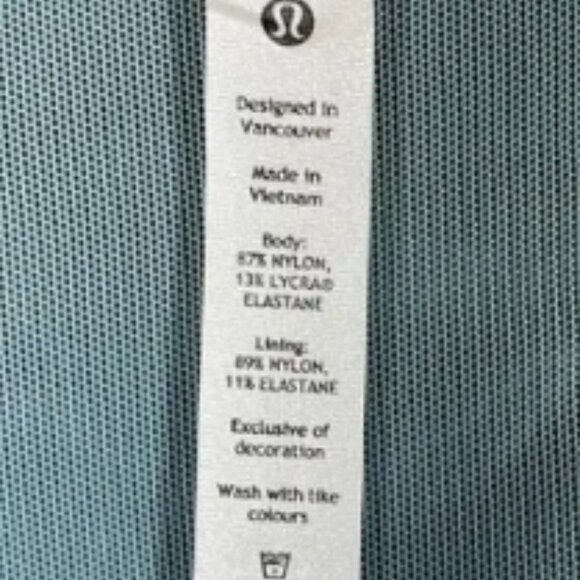 Designed in
Vancouver
Made in
Vietnam
Body:
87% NYLON,
13% LYCRA®
ELASTANE
Lining:
89% NYLON,
11% ELASTANE
Exclusive of
decoration
Wash with like
colours